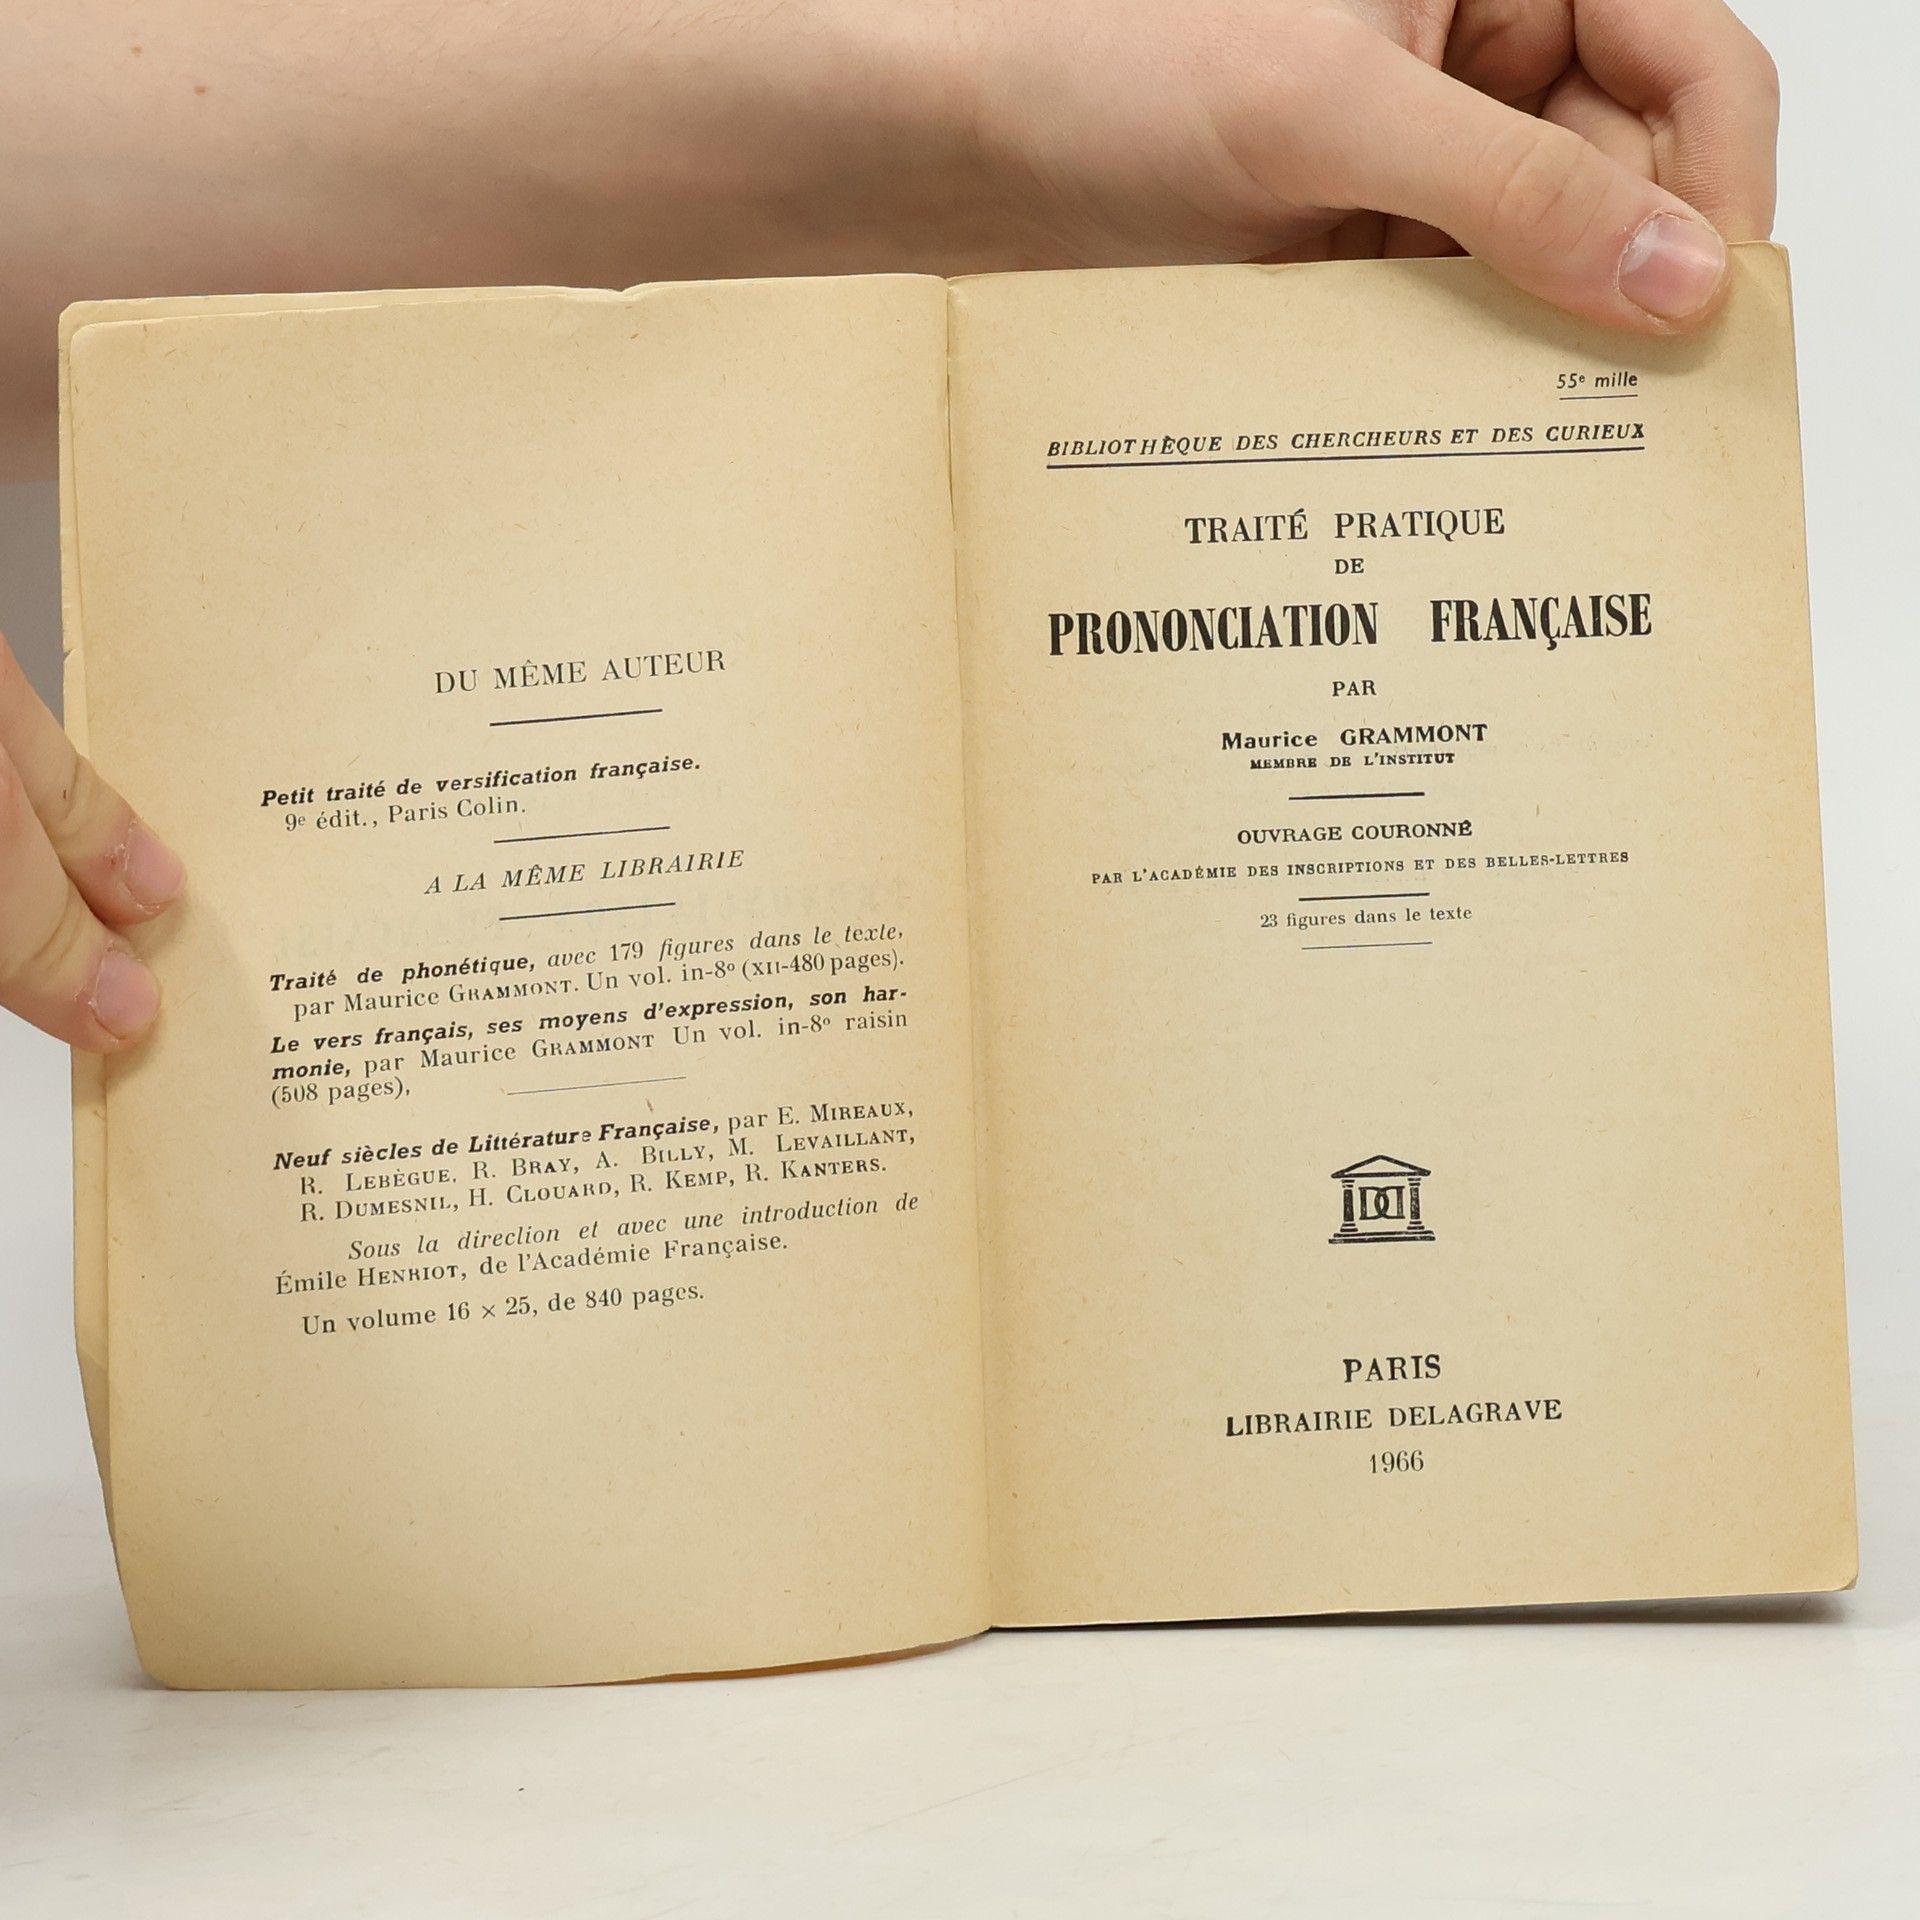 DU MÊME AUTEUR
Petit traité de versification française.
9e édit., Paris Colin.
A LA MÊME LIBRAIRIE
Traité de phonétique, avec 179 figures dans le texte,
par Maurice GRAMMONT. Un vol. in-8º (XII-480 pages).
Le vers français, ses moyens d'expression, son har-
monie, par Maurice GRAMMONT Un vol. in-8º raisin
(508 pages),
Neuf siècles de Littérature Française, par E. MIREAUX,
R. LEBÈGUE. R. BRAY, A. BILLY, M. LEVAILLANT,
R. DUMESNIL, H. CLOUARD, R. KEMP, R. KANTERS.
Sous la direction et avec une introduction de
Émile HENRIOT, de l'Académie Française.
Un volume 16 × 25, de 840 pages.
55e mille
BIBLIOTHÈQUE DES CHERCHEURS ET DES CURIEUX
TRAITÉ PRATIQUE
DE
PRONONCIATION FRANÇAISE
PAR
Maurice GRAMMONT
MEMBRE DE L'INSTITUT
OUVRAGE COURONNÉ
PAR L'ACADÉMIE DES INSCRIPTIONS ET DES BELLES-LETTRES
23 figures dans le texte
DD
PARIS
LIBRAIRIE DELAGRAVE
1966